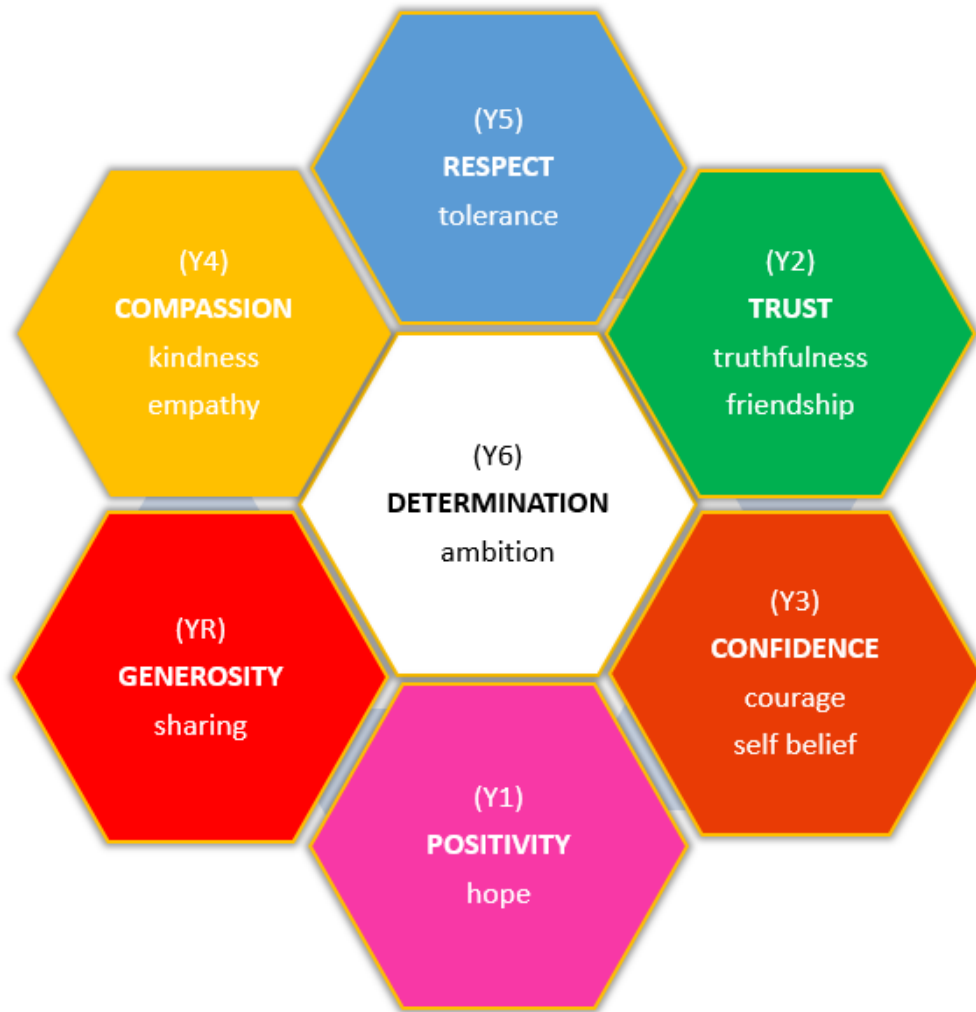 (Y5)
RESPECT
tolerance
(Y4)
COMPASSION
kindness
empathy
(Y2)
TRUST
truthfulness
friendship
(Y6)
DETERMINATION
ambition
(YR)
GENEROSITY
sharing
(Y3)
CONFIDENCE
courage
self belief
(Y1)
POSITIVITY
hope